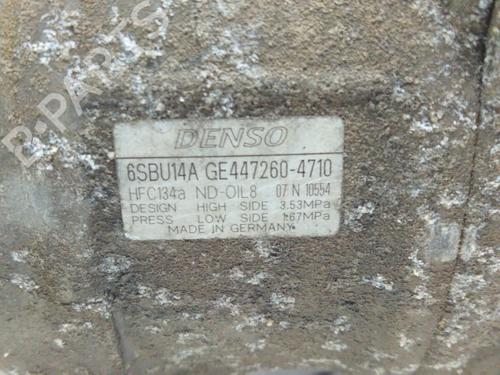 B-PARTS
DENSO
6SBU14A GE447260-4710
HFC134a ND-OIL8 07 N 10554
DESIGN HIGH SIDE 3.53MPa
PRESS LOW SIDE 1.67MPa
MADE IN GERMANY